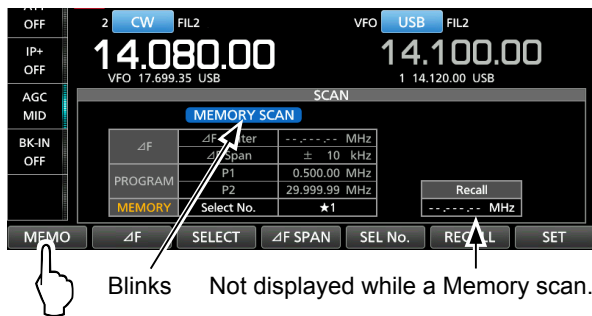 OFF
2 CW FIL2 VFO USB FIL2
IP+
OFF
14.080.00 14.100.00
VFO 17.699.35 USB 1 14.120.00 USB
AGC
MID
SCAN
MEMORY SCAN
BK-IN
OFF
⊿F ⊿F Span ± 10 kHz
--.---.-- MHz
PROGRAM P1 0.500.00 MHz
P2 29.999.99 MHz
Recall
MEMORY Select No. ★1 --.---.-- MHz
MEMO ⊿F SELECT ⊿F SPAN SEL No. RECALL SET
Blinks Not displayed while a Memory scan.